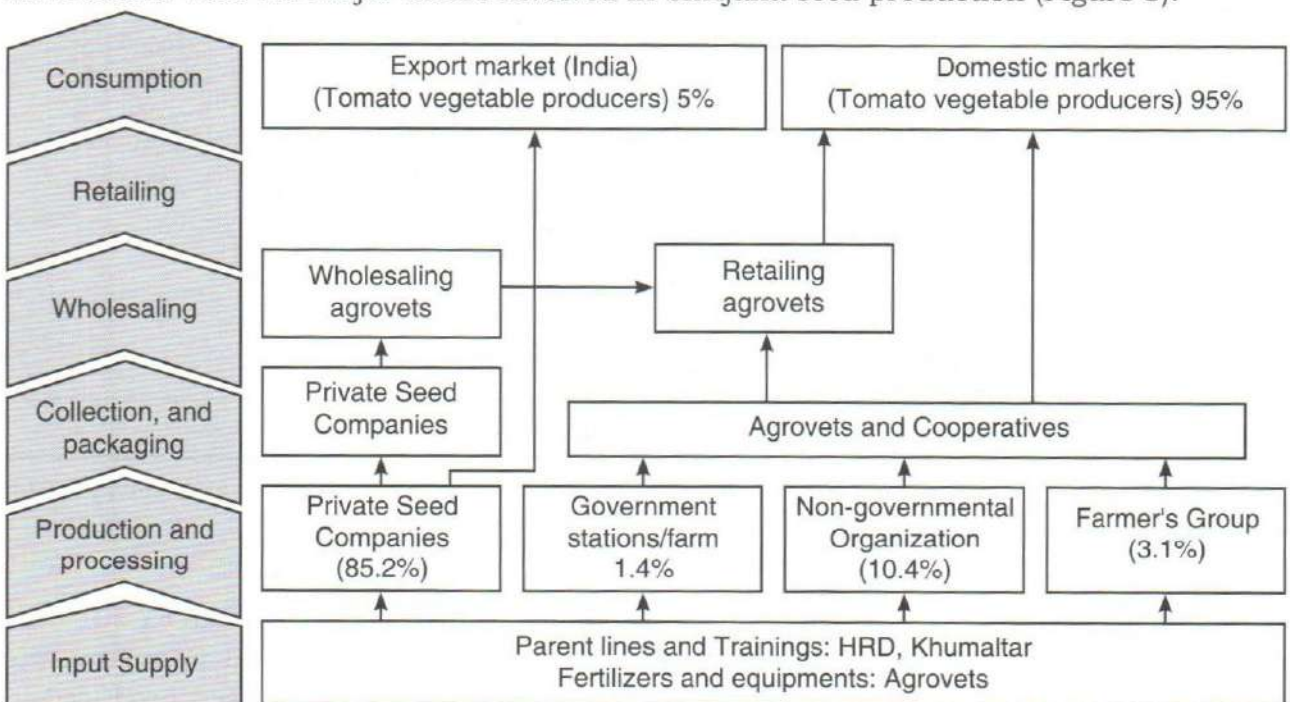 Consumption
Export market (India)
(Tomato vegetable producers) 5%
Domestic market
(Tomato vegetable producers) 95%
Retailing
Wholesaling
Wholesaling
agrovets
Retailing
agrovets
Collection, and
packaging
Private Seed
Companies
Agrovets and Cooperatives
Production and
processing
Private Seed
Companies
(85.2%)
Government
stations/farm
1.4%
Non-governmental
Organization
(10.4%)
Farmer's Group
(3.1%)
Input Supply
Parent lines and Trainings: HRD, Khumaltar
Fertilizers and equipments: Agrovets